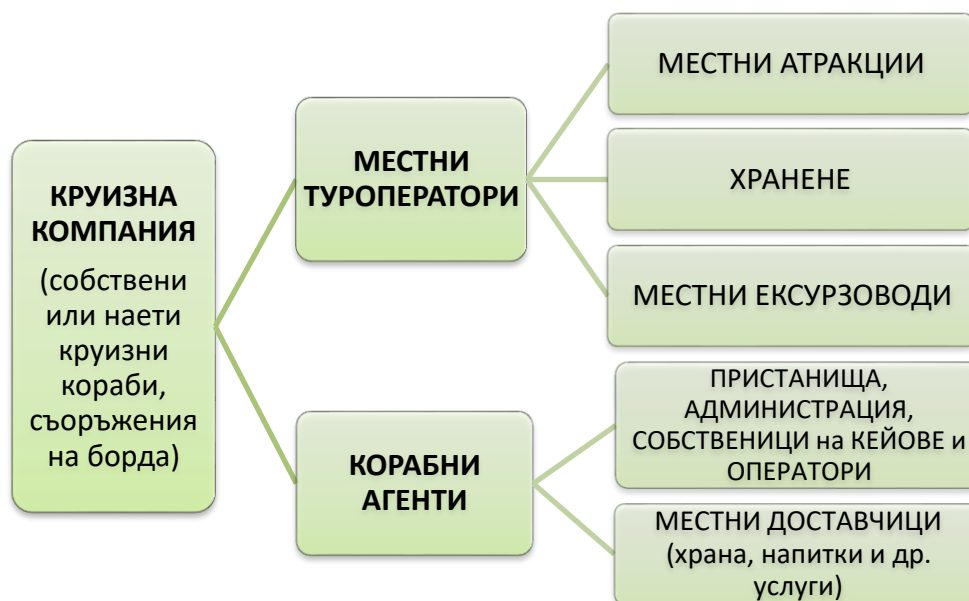 КРУИЗНА
КОМПАНИЯ
(собствени
или наети
круизни
кораби,
съоръжения
на борда)
МЕСТНИ
ТУРОПЕРАТОРИ
МЕСТНИ АТРАКЦИИ
ХРАНЕНЕ
МЕСТНИ ЕКСУРЗОВОДИ
КОРАБНИ
АГЕНТИ
ПРИСТАНИЩА,
АДМИНИСТРАЦИЯ,
СОБСТВЕНИЦИ на КЕЙОВЕ и
ОПЕРАТОРИ
МЕСТНИ ДОСТАВЧИЦИ
(храна, напитки и др.
услуги)